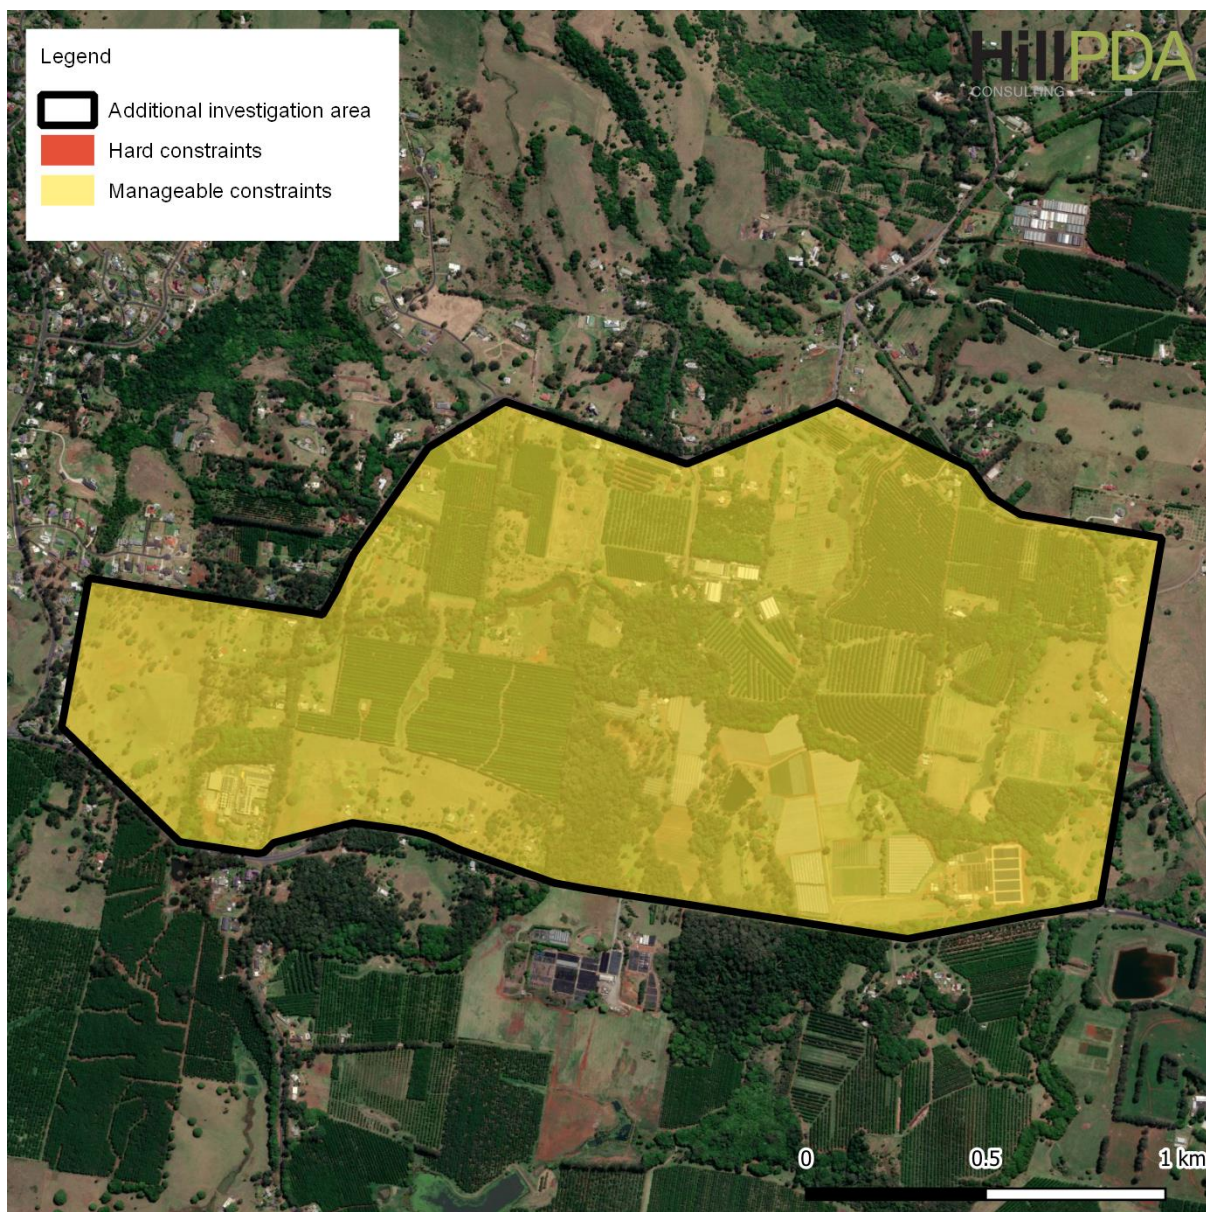 Legend
Additional investigation area
Hard constraints
Manageable constraints
HillPDA
CONSULTING
0 0.5 1 km